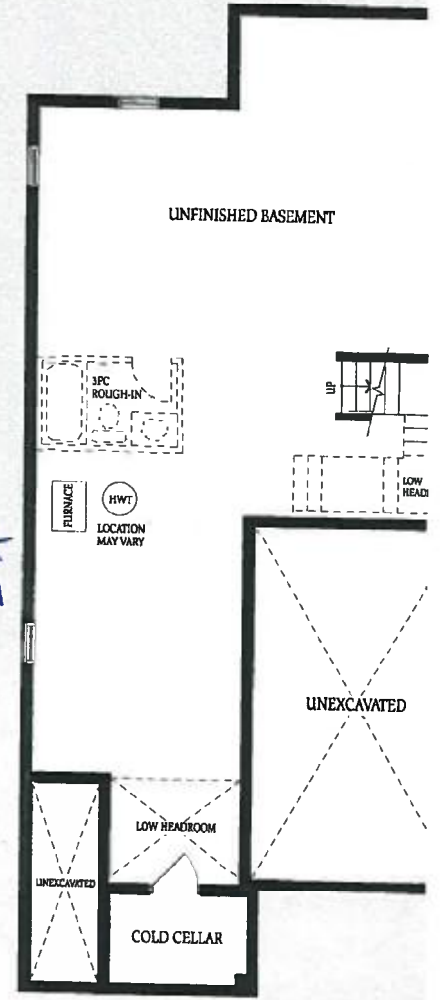 UNFINISHED BASEMENT
3PC
ROUGH-IN
UP
LOW
FURNACE
HWT
LOCATION
MAY VARY
UNEXCAVATED
LOW HEADROOM
UNEXCAVATED
COLD CELLAR